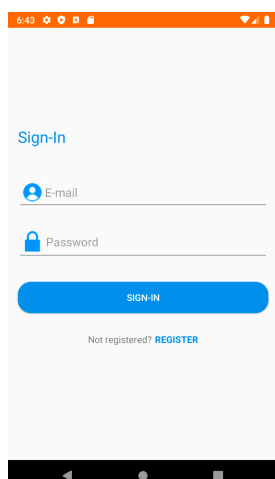 6:43
Sign-In
E-mail
Password
SIGN-IN
Not registered? REGISTER